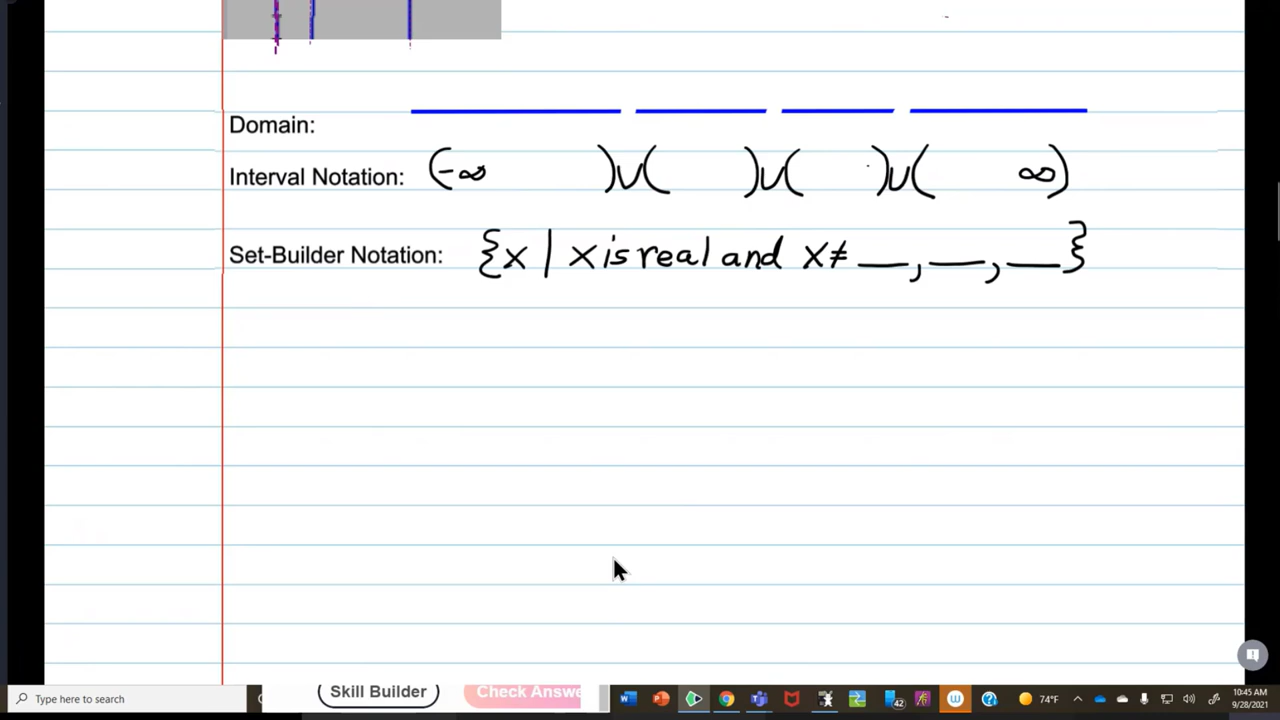 Domain:
Interval Notation: (-∞ )∪( )∪( )∪( ∞)
Set-Builder Notation: {x | x is real and x≠ __, __, __}
Skill Builder
Check Answe
Type here to search
42
74°F
10:45 AM
9/28/2021